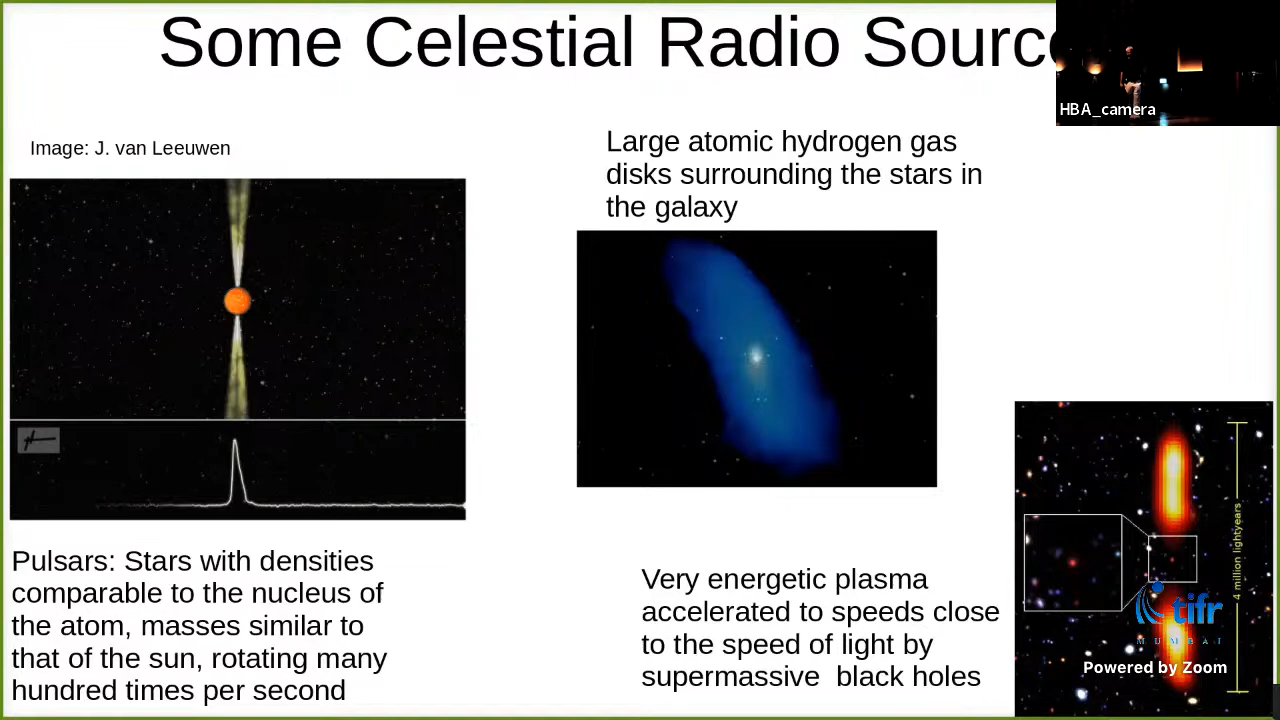 Some Celestial Radio
HBA_camera
Image: J. van Leeuwen
Large atomic hydrogen gas
disks surrounding the stars in
the galaxy
4 million lightyears
Pulsars: Stars with densities
comparable to the nucleus of
the atom, masses similar to
that of the sun, rotating many
hundred times per second
Very energetic plasma
accelerated to speeds close
to the speed of light by
supermassive  black holes
tifr
MUMBAI
Powered by Zoom